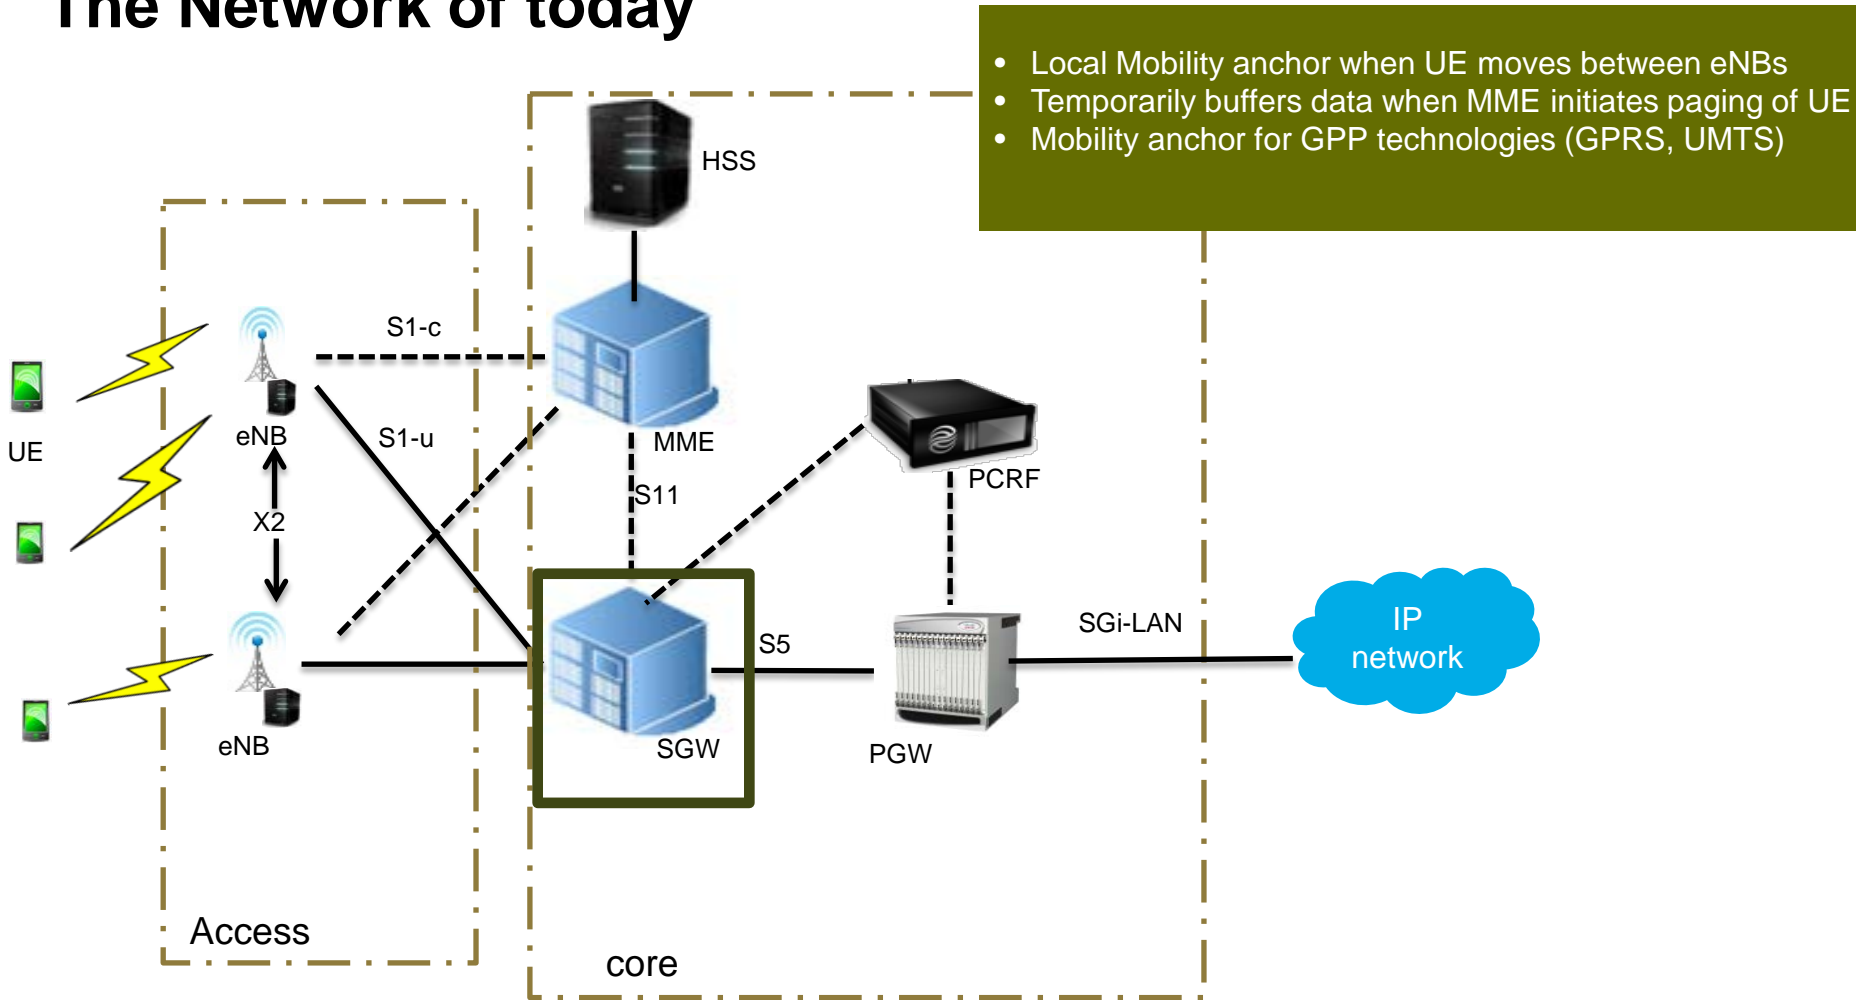 The Network of today
• Local Mobility anchor when UE moves between eNBs
• Temporarily buffers data when MME initiates paging of UE
• Mobility anchor for GPP technologies (GPRS, UMTS)
HSS
S1-c
eNB
S1-u
MME
UE
PCRF
S11
X2
SGi-LAN
IP
network
S5
eNB
SGW
PGW
Access
core